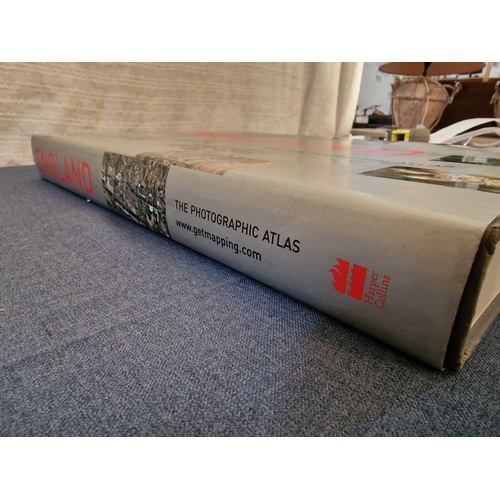 ENGLAND
THE PHOTOGRAPHIC ATLAS
www.getmapping.com
Harper
Collins